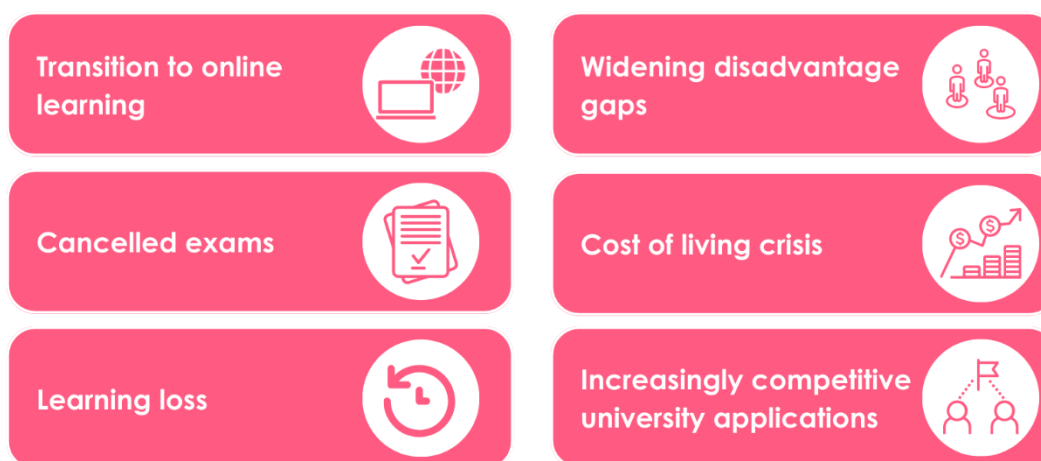 Transition to online
learning
Widening disadvantage
gaps
Cancelled exams
Cost of living crisis
Learning loss
Increasingly competitive
university applications